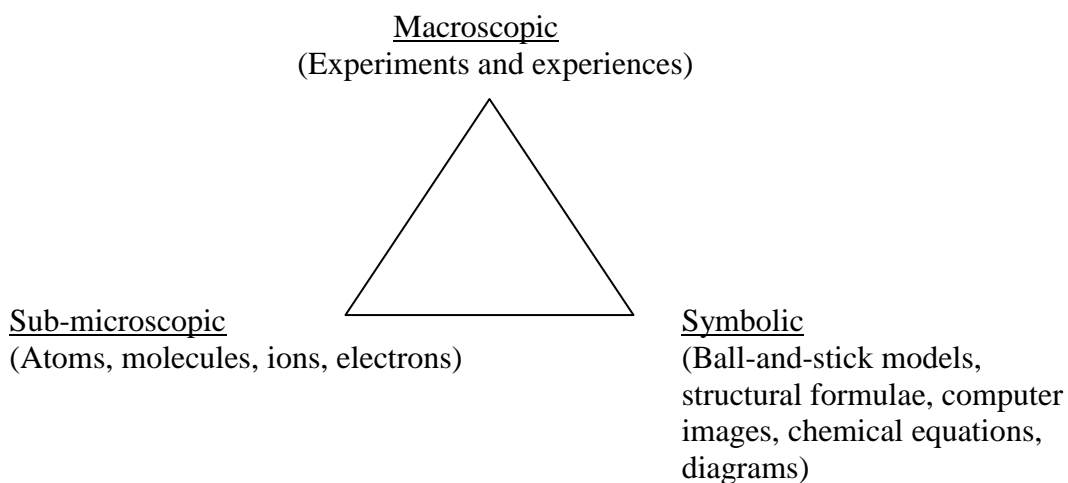 Macroscopic
(Experiments and experiences)
Sub-microscopic
(Atoms, molecules, ions, electrons)
Symbolic
(Ball-and-stick models,
structural formulae, computer
images, chemical equations,
diagrams)